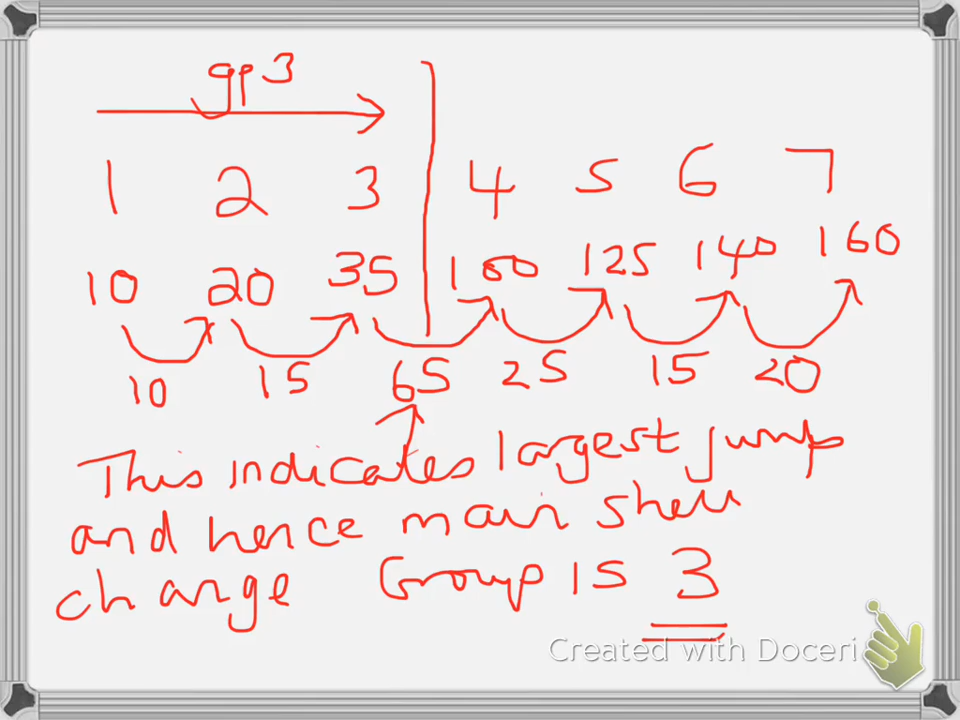 gp3
1 2 3 4 5 6 7
10 20 35 100 125 140 160
10 15 65 25 15 20
This indicates largest jump
and hence main shell
change Group is 3
Created with Doceri